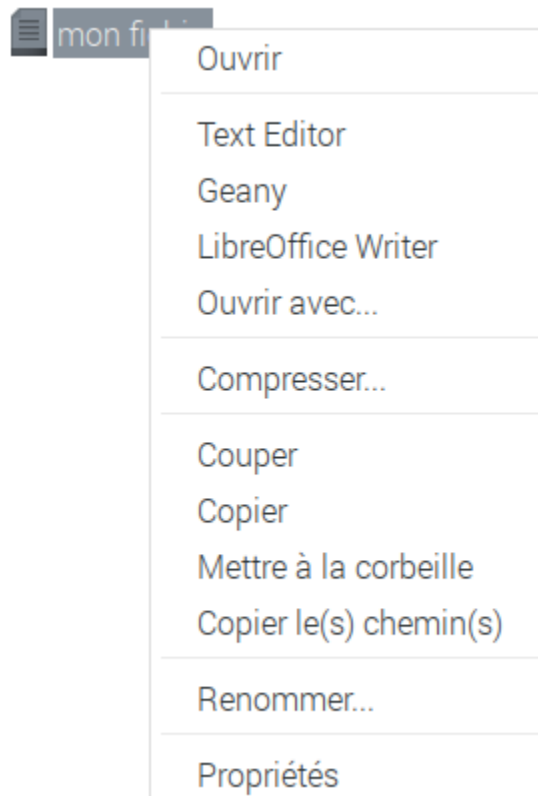 mon
Ouvrir
Text Editor
Geany
LibreOffice Writer
Ouvrir avec...
Compresser...
Couper
Copier
Mettre à la corbeille
Copier le(s) chemin(s)
Renommer...
Propriétés